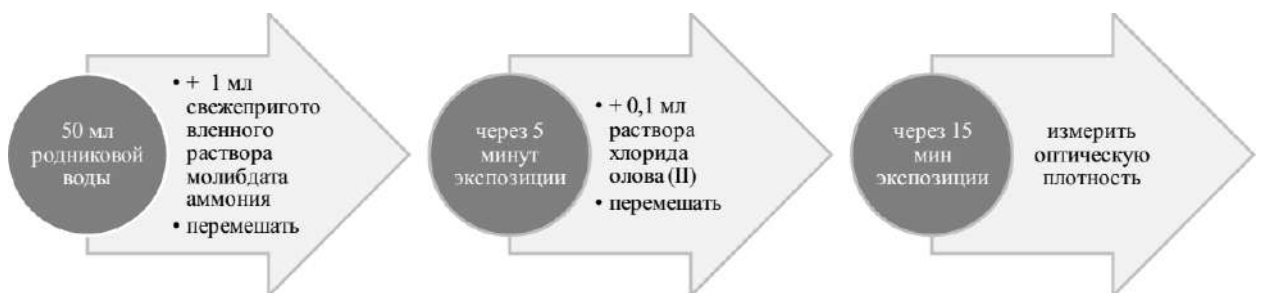 50 мл
родниковой
воды
• + 1 мл
свежепригото
вленного
раствора
молибдата
аммония
• перемешать
через 5
минут
экспозиции
• + 0,1 мл
раствора
хлорида
олова (II)
• перемешать
через 15
мин
экспозиции
измерить
оптическую
плотность